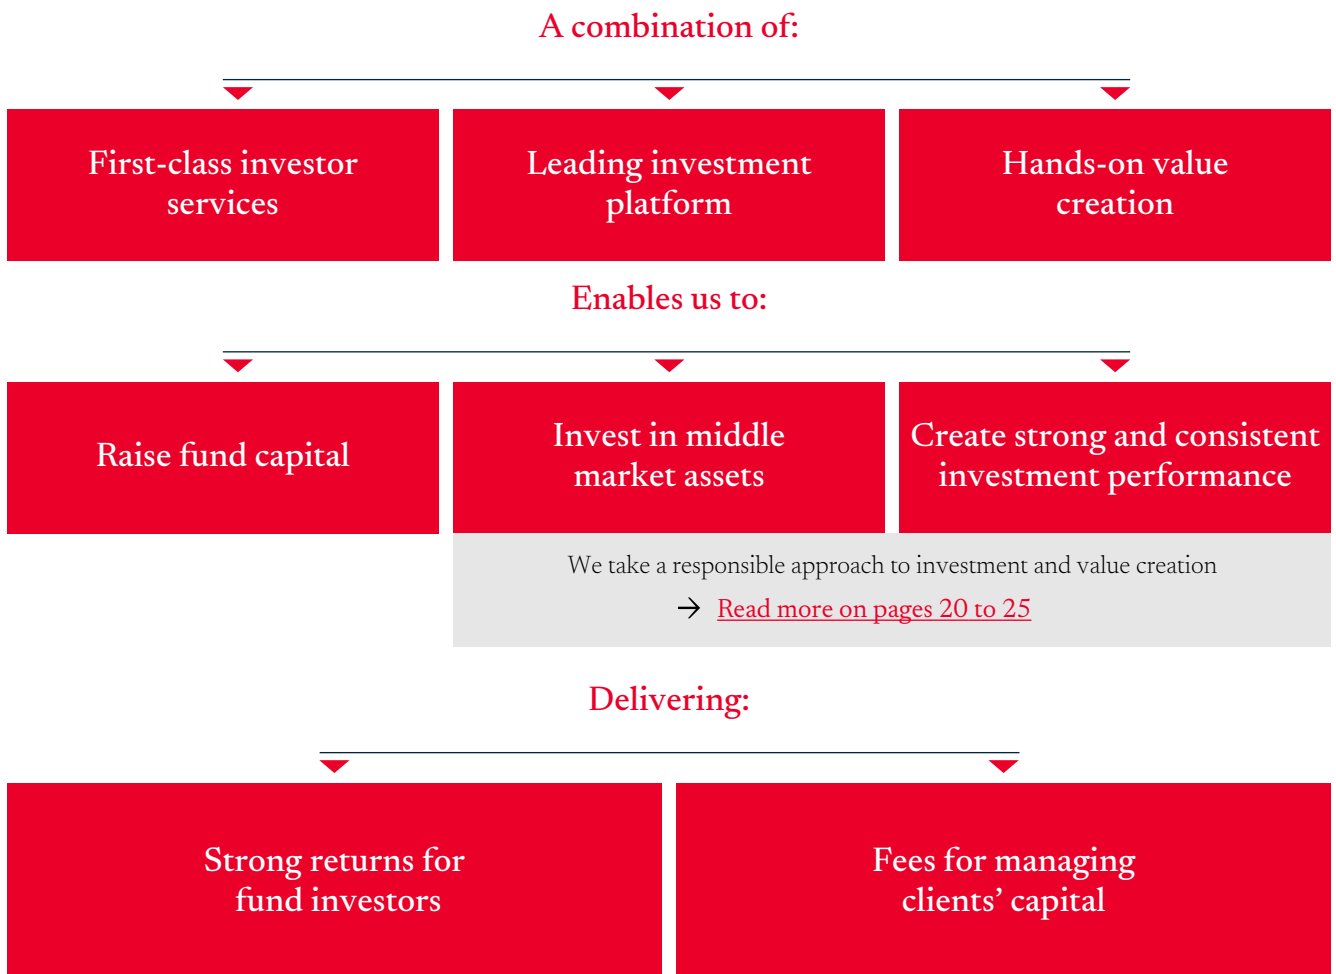 A combination of:
First-class investor
services
Leading investment
platform
Hands-on value
creation
Enables us to:
Raise fund capital
Invest in middle
market assets
Create strong and consistent
investment performance
We take a responsible approach to investment and value creation
→ Read more on pages 20 to 25
Delivering:
Strong returns for
fund investors
Fees for managing
clients’ capital